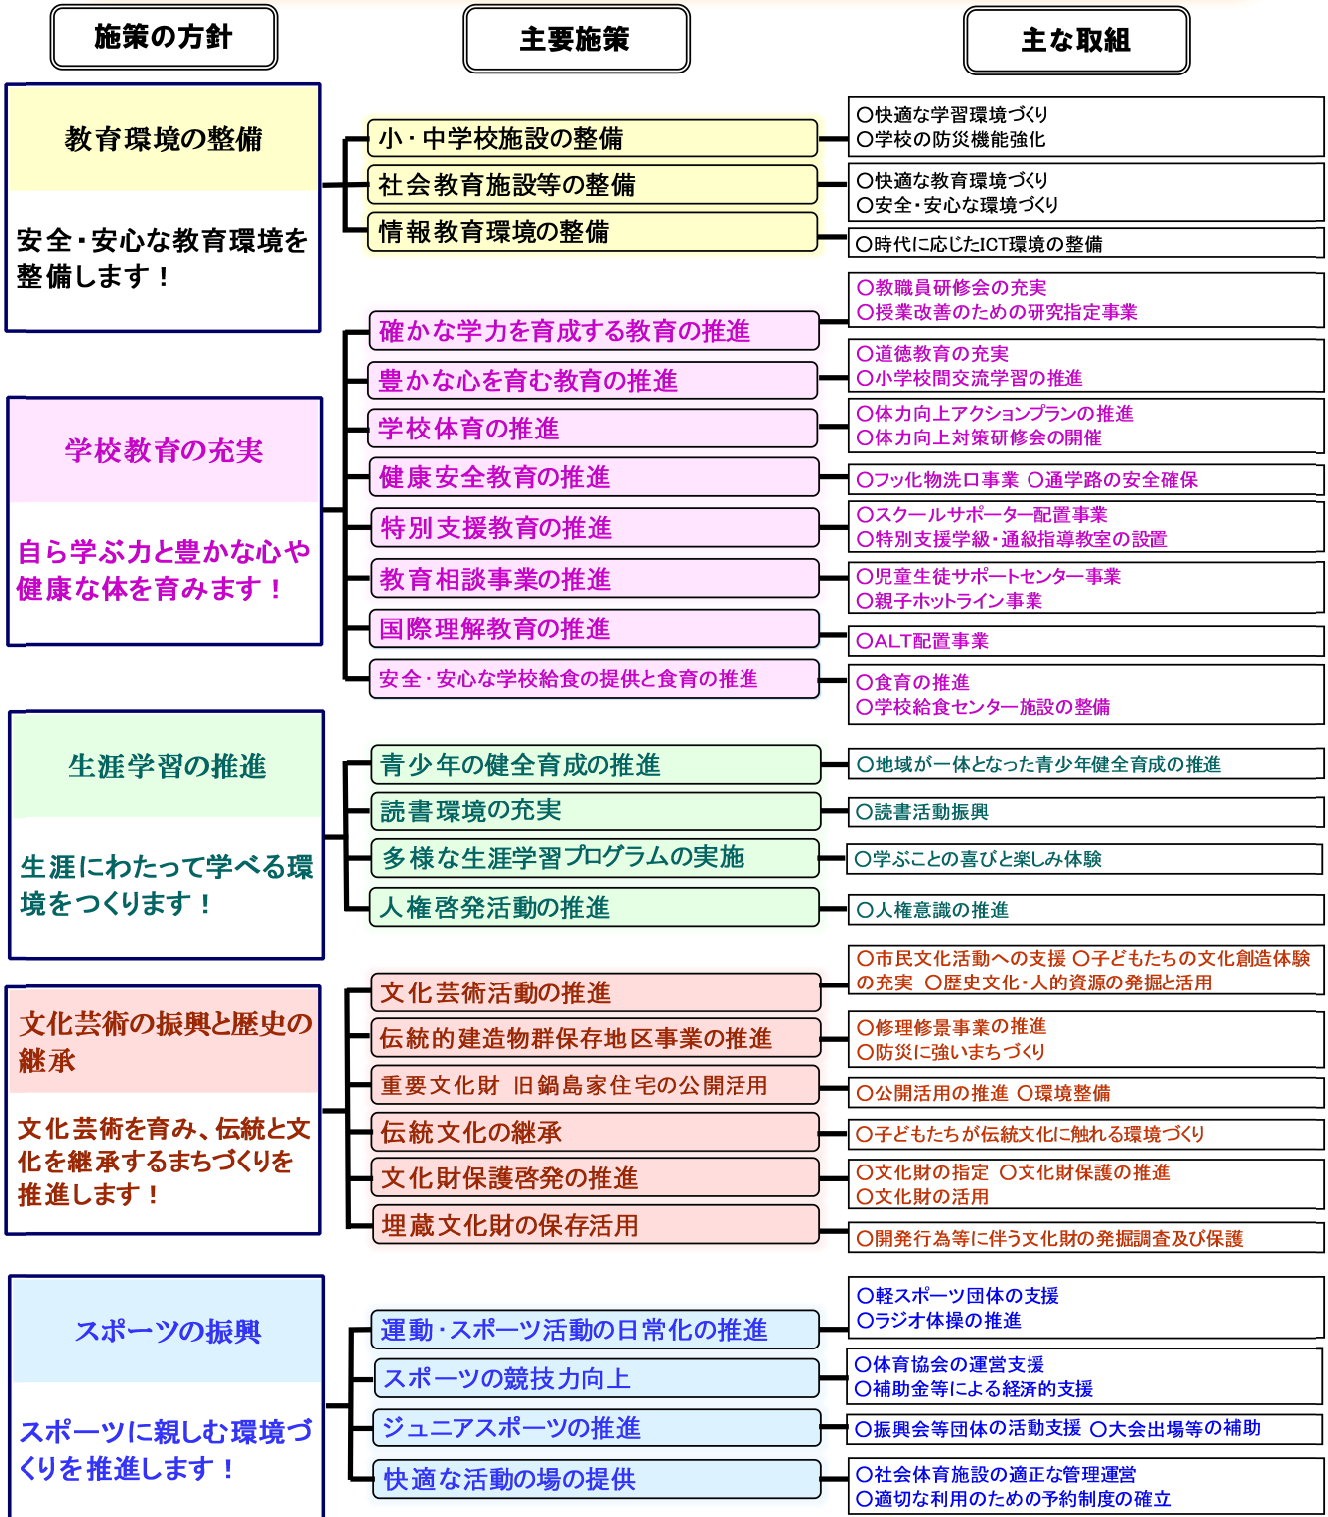 施策の方針
主要施策
主な取組
教育環境の整備
安全・安心な教育環境を
整備します！
小・中学校施設の整備
○快適な学習環境づくり
○学校の防災機能強化
社会教育施設等の整備
○快適な教育環境づくり
○安全・安心な環境づくり
情報教育環境の整備
○時代に応じたICT環境の整備
学校教育の充実
自ら学ぶ力と豊かな心や
健康な体を育みます！
確かな学力を育成する教育の推進
○教職員研修会の充実
○授業改善のための研究指定事業
豊かな心を育む教育の推進
○道徳教育の充実
○小学校間交流学習の推進
学校体育の推進
○体力向上アクションプランの推進
○体力向上対策研修会の開催
健康安全教育の推進
○フッ化物洗口事業 ○通学路の安全確保
特別支援教育の推進
○スクールサポーター配置事業
○特別支援学級・通級指導教室の設置
教育相談事業の推進
○児童生徒サポートセンター事業
○親子ホットライン事業
国際理解教育の推進
○ALT配置事業
安全・安心な学校給食の提供と食育の推進
○食育の推進
○学校給食センター施設の整備
生涯学習の推進
生涯にわたって学べる環
境をつくります！
青少年の健全育成の推進
○地域が一体となった青少年健全育成の推進
読書環境の充実
○読書活動振興
多様な生涯学習プログラムの実施
○学ぶことの喜びと楽しみ体験
人権啓発活動の推進
○人権意識の推進
文化芸術の振興と歴史の
継承
文化芸術を育み、伝統と文
化を継承するまちづくりを
推進します！
文化芸術活動の推進
○市民文化活動への支援 ○子どもたちの文化創造体験
の充実 ○歴史文化・人的資源の発掘と活用
伝統的建造物群保存地区事業の推進
○修理修景事業の推進
○防災に強いまちづくり
重要文化財 旧鍋島家住宅の公開活用
○公開活用の推進 ○環境整備
伝統文化の継承
○子どもたちが伝統文化に触れる環境づくり
文化財保護啓発の推進
○文化財の指定 ○文化財保護の推進
○文化財の活用
埋蔵文化財の保存活用
○開発行為等に伴う文化財の発掘調査及び保護
スポーツの振興
スポーツに親しむ環境づ
くりを推進します！
運動・スポーツ活動の日常化の推進
○軽スポーツ団体の支援
○ラジオ体操の推進
スポーツの競技力向上
○体育協会の運営支援
○補助金等による経済的支援
ジュニアスポーツの推進
○振興会等団体の活動支援 ○大会出場等の補助
快適な活動の場の提供
○社会体育施設の適正な管理運営
○適切な利用のための予約制度の確立